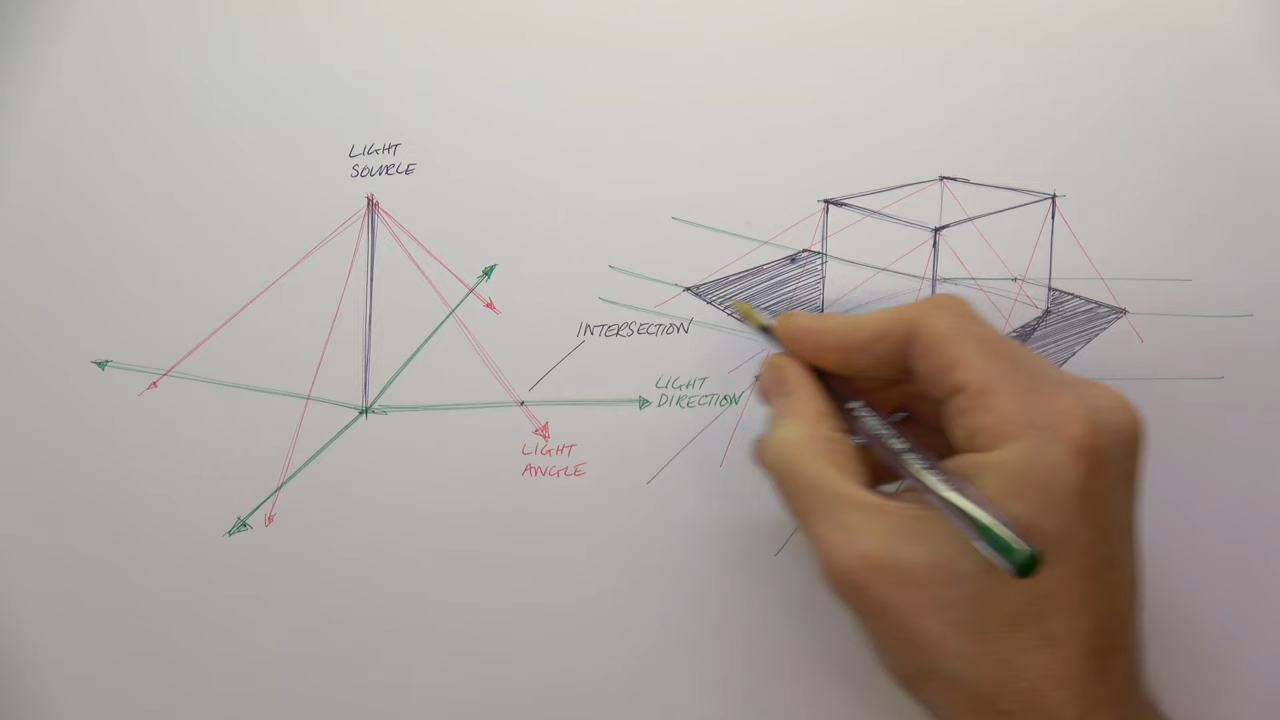 LIGHT
SOURCE
INTERSECTION
LIGHT
DIRECTION
LIGHT
ANGLE